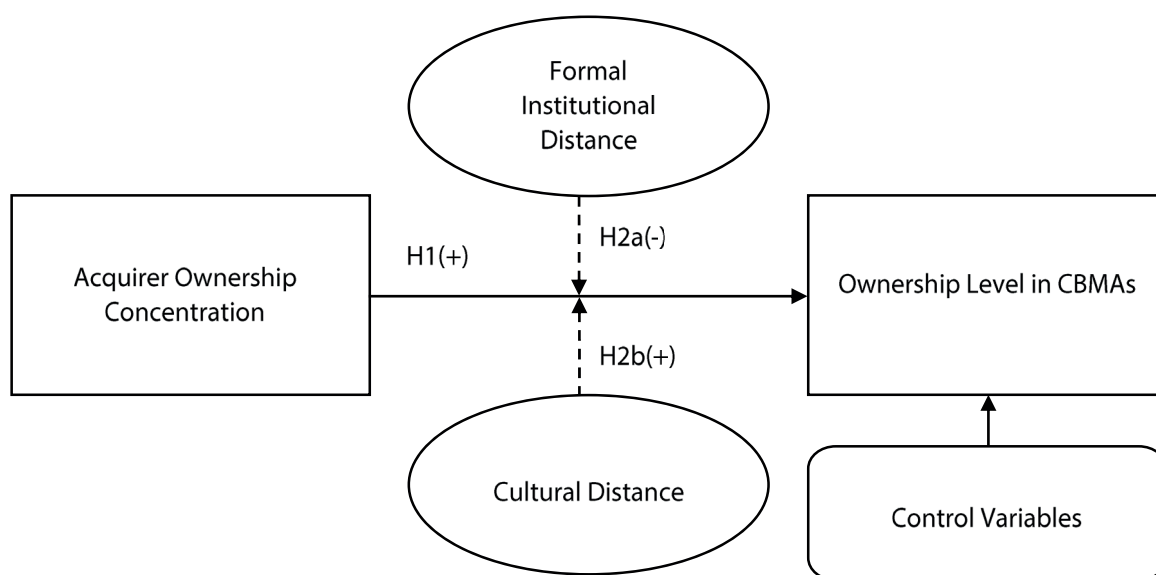 Formal
Institutional
Distance
Acquirer Ownership
Concentration
H1(+)
H2a(-)
Ownership Level in CBMAs
H2b(+)
Cultural Distance
Control Variables